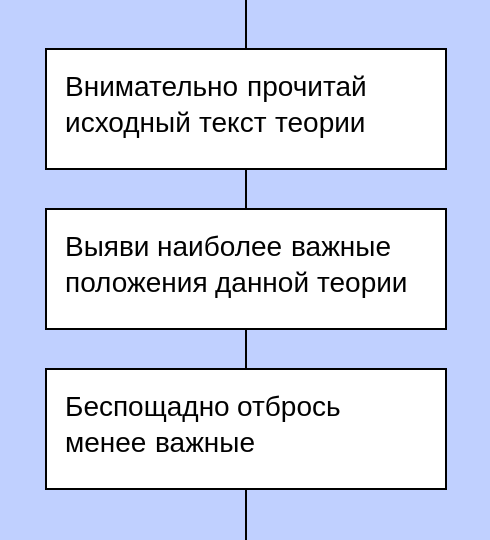 Внимательно прочитай
исходный текст теории
Выяви наиболее важные
положения данной теории
Беспощадно отбрось
менее важные